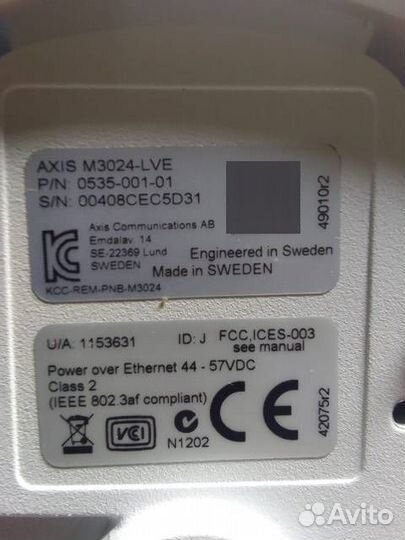 AXIS M3024-LVE
P/N: 0535-001-01
S/N: 00408CEC5D31
49010r2
Axis Communications AB
Emdalav. 14
SE-22369 Lund
SWEDEN
Engineered in Sweden
Made in SWEDEN
KCC-REM-PNB-M3024
U/A: 1153631 ID: J FCC,ICES-003
see manual
Power over Ethernet 44 - 57VDC
Class 2
(IEEE 802.3af compliant)
VCI
N1202
CE
42075r2
Avito